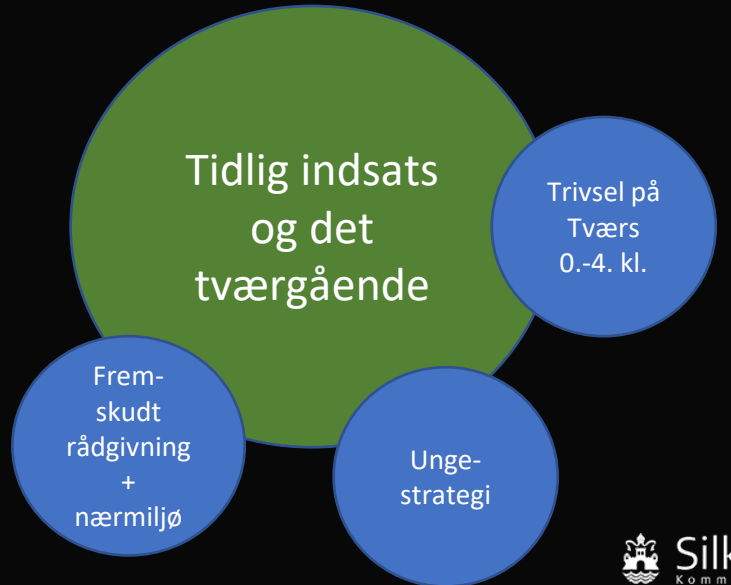 Tidlig indsats
og det
tværgående
Trivsel på
Tværs
0.-4. kl.
Frem-
skudt
rådgivning
+
nærmiljø
Unge-
strategi